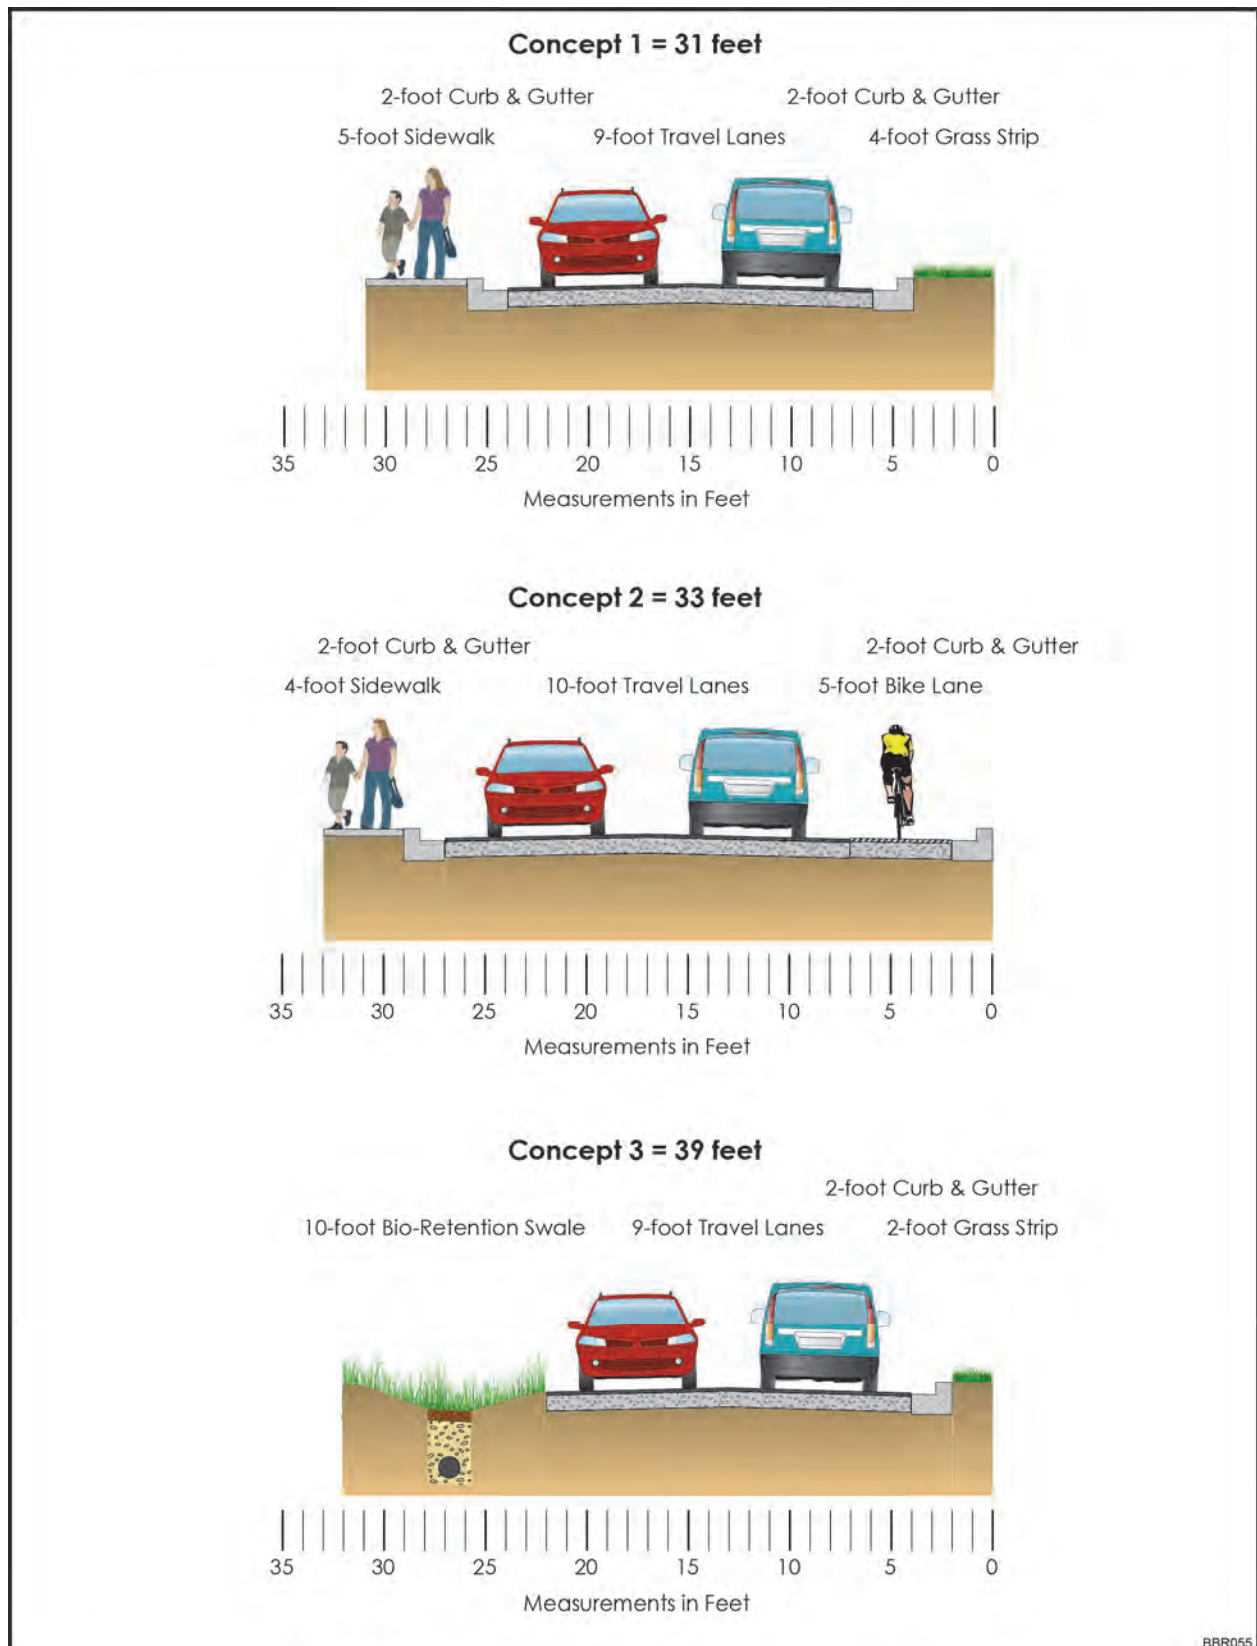 Concept 1 = 31 feet
2-foot Curb & Gutter 2-foot Curb & Gutter
5-foot Sidewalk 9-foot Travel Lanes 4-foot Grass Strip
35 30 25 20 15 10 5 0
Measurements in Feet
Concept 2 = 33 feet
2-foot Curb & Gutter 2-foot Curb & Gutter
4-foot Sidewalk 10-foot Travel Lanes 5-foot Bike Lane
35 30 25 20 15 10 5 0
Measurements in Feet
Concept 3 = 39 feet
2-foot Curb & Gutter
10-foot Bio-Retention Swale 9-foot Travel Lanes 2-foot Grass Strip
35 30 25 20 15 10 5 0
Measurements in Feet
BBR055